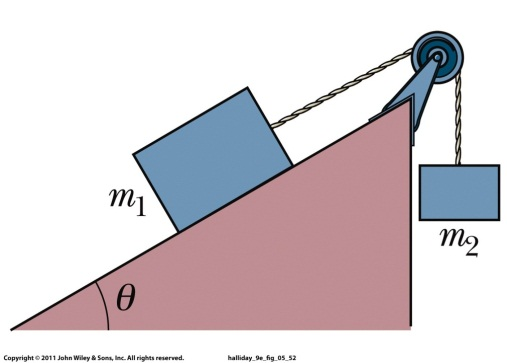 m₁
m₂
θ
Copyright © 2011 John Wiley & Sons, Inc. All rights reserved. halliday_9e_fig_05_52